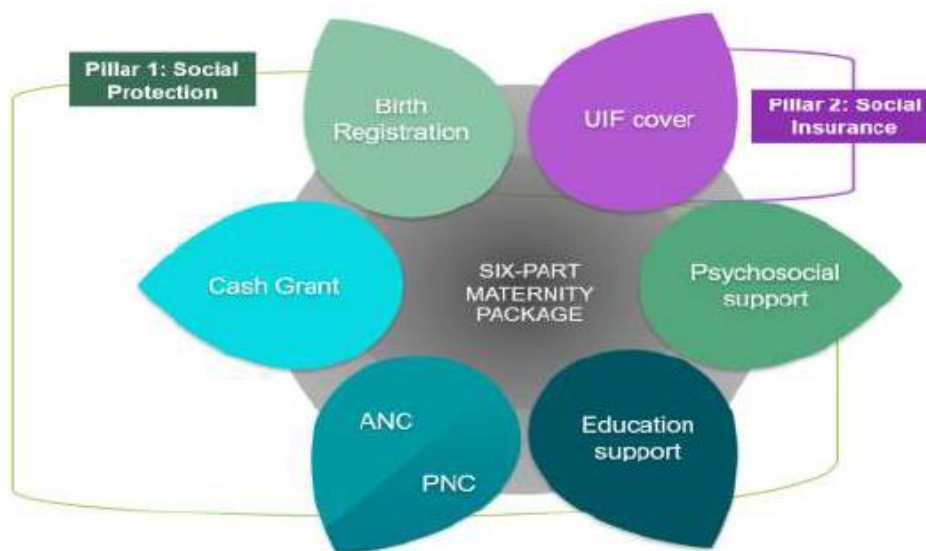 Pillar 1: Social
Protection
Birth
Registration
UIF cover
Pillar 2: Social
Insurance
Cash Grant
SIX-PART
MATERNITY
PACKAGE
Psychosocial
support
ANC
PNC
Education
support